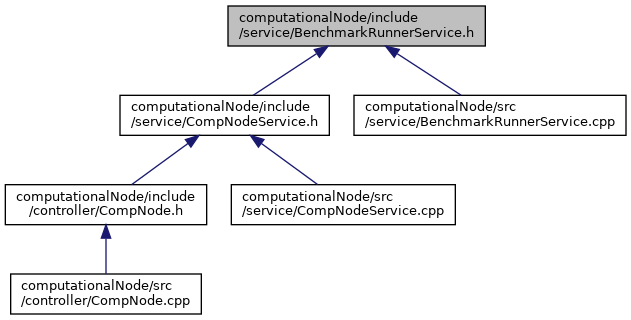 computationalNode/include
/service/BenchmarkRunnerService.h
computationalNode/include
/service/CompNodeService.h
computationalNode/src
/service/BenchmarkRunnerService.cpp
computationalNode/include
/controller/CompNode.h
computationalNode/src
/service/CompNodeService.cpp
computationalNode/src
/controller/CompNode.cpp